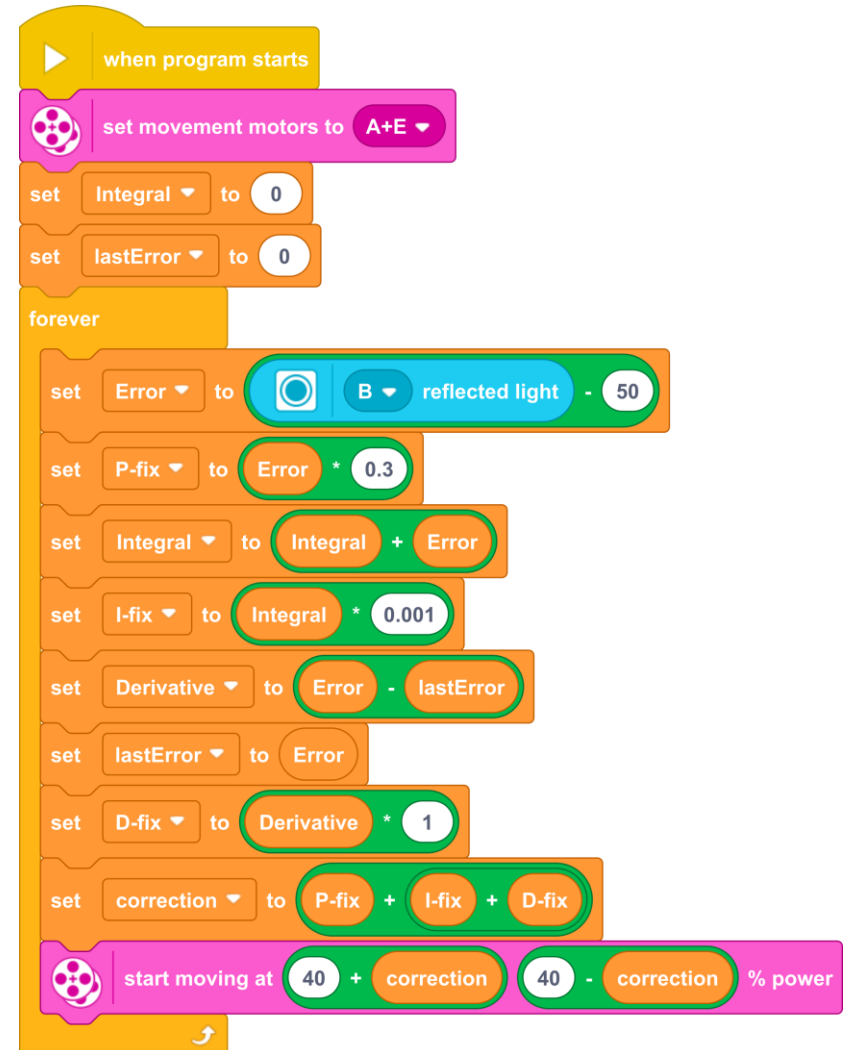 when program starts
set movement motors to A+E
set Integral to 0
set lastError to 0
forever
set Error to B reflected light - 50
set P-fix to Error * 0.3
set Integral to Integral + Error
set I-fix to Integral * 0.001
set Derivative to Error - lastError
set lastError to Error
set D-fix to Derivative * 1
set correction to P-fix + I-fix + D-fix
start moving at 40 + correction 40 - correction % power